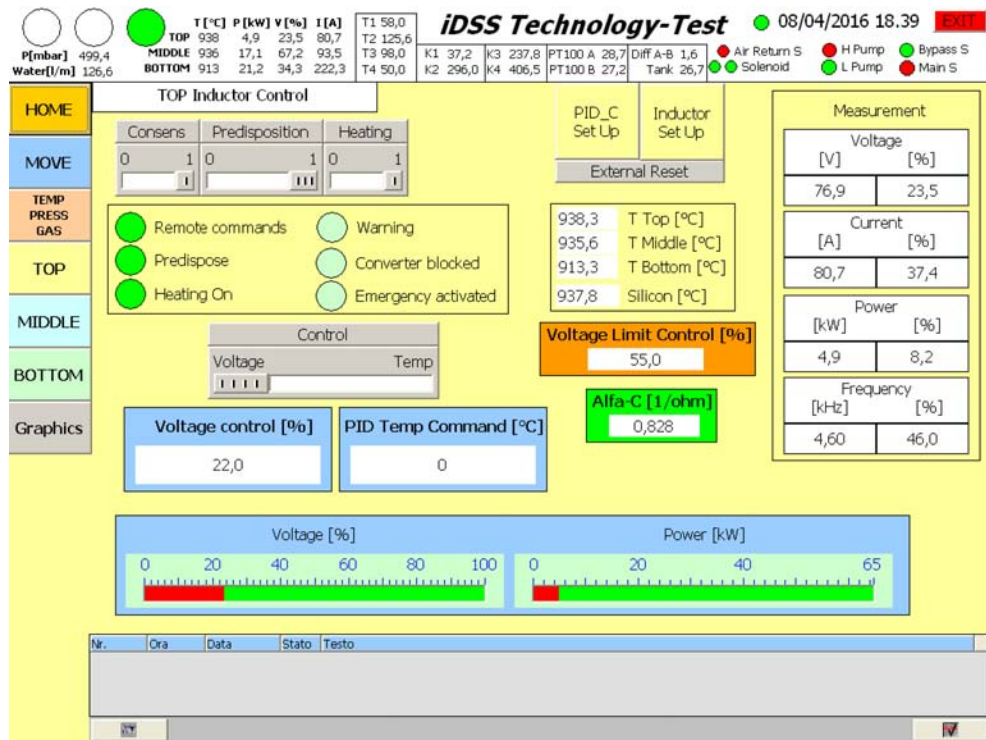 T[°C] P[kW] V[%] I[A]
TOP 938 4,9 23,5 80,7
MIDDLE 936 17,1 67,2 93,5
BOTTOM 913 21,2 34,3 222,3
P[mbar] 499,4
Water[l/m] 126,6
T1 58,0
T2 125,6
T3 98,0
T4 50,0
iDSS Technology-Test
08/04/2016 18.39
EXIT
K1 37,2 K3 237,8 PT100 A 28,7 Diff A-B 1,6
K2 296,0 K4 406,5 PT100 B 27,2 Tank 26,7
Air Return S
Solenoid
H Pump
L Pump
Bypass S
Main S
HOME
MOVE
TEMP
PRESS
GAS
TOP
MIDDLE
BOTTOM
Graphics
TOP Inductor Control
Consens Predisposition Heating
0 1 0 1 0 1
Remote commands
Predispose
Heating On
Warning
Converter blocked
Emergency activated
Control
Voltage Temp
Voltage control [%]
22,0
PID Temp Command [ºC]
0
PID_C
Set Up
Inductor
Set Up
External Reset
938,3 T Top [ºC]
935,6 T Middle [ºC]
913,3 T Bottom [ºC]
937,8 Silicon [ºC]
Voltage Limit Control [%]
55,0
Alfa-C [1/ohm]
0,828
Measurement
Voltage
[V] [%]
76,9 23,5
Current
[A] [%]
80,7 37,4
Power
[kW] [%]
4,9 8,2
Frequency
[kHz] [%]
4,60 46,0
Voltage [%]
0 20 40 60 80 100
Power [kW]
0 20 40 65
Nr. Ora Data Stato Testo